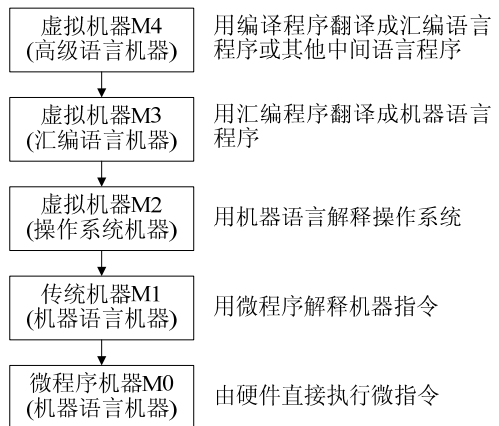 虚拟机器M4
(高级语言机器)
用编译程序翻译成汇编语言
程序或其他中间语言程序
虚拟机器M3
(汇编语言机器)
用汇编程序翻译成机器语言
程序
虚拟机器M2
(操作系统机器)
用机器语言解释操作系统
传统机器M1
(机器语言机器)
用微程序解释机器指令
微程序机器M0
(机器语言机器)
由硬件直接执行微指令